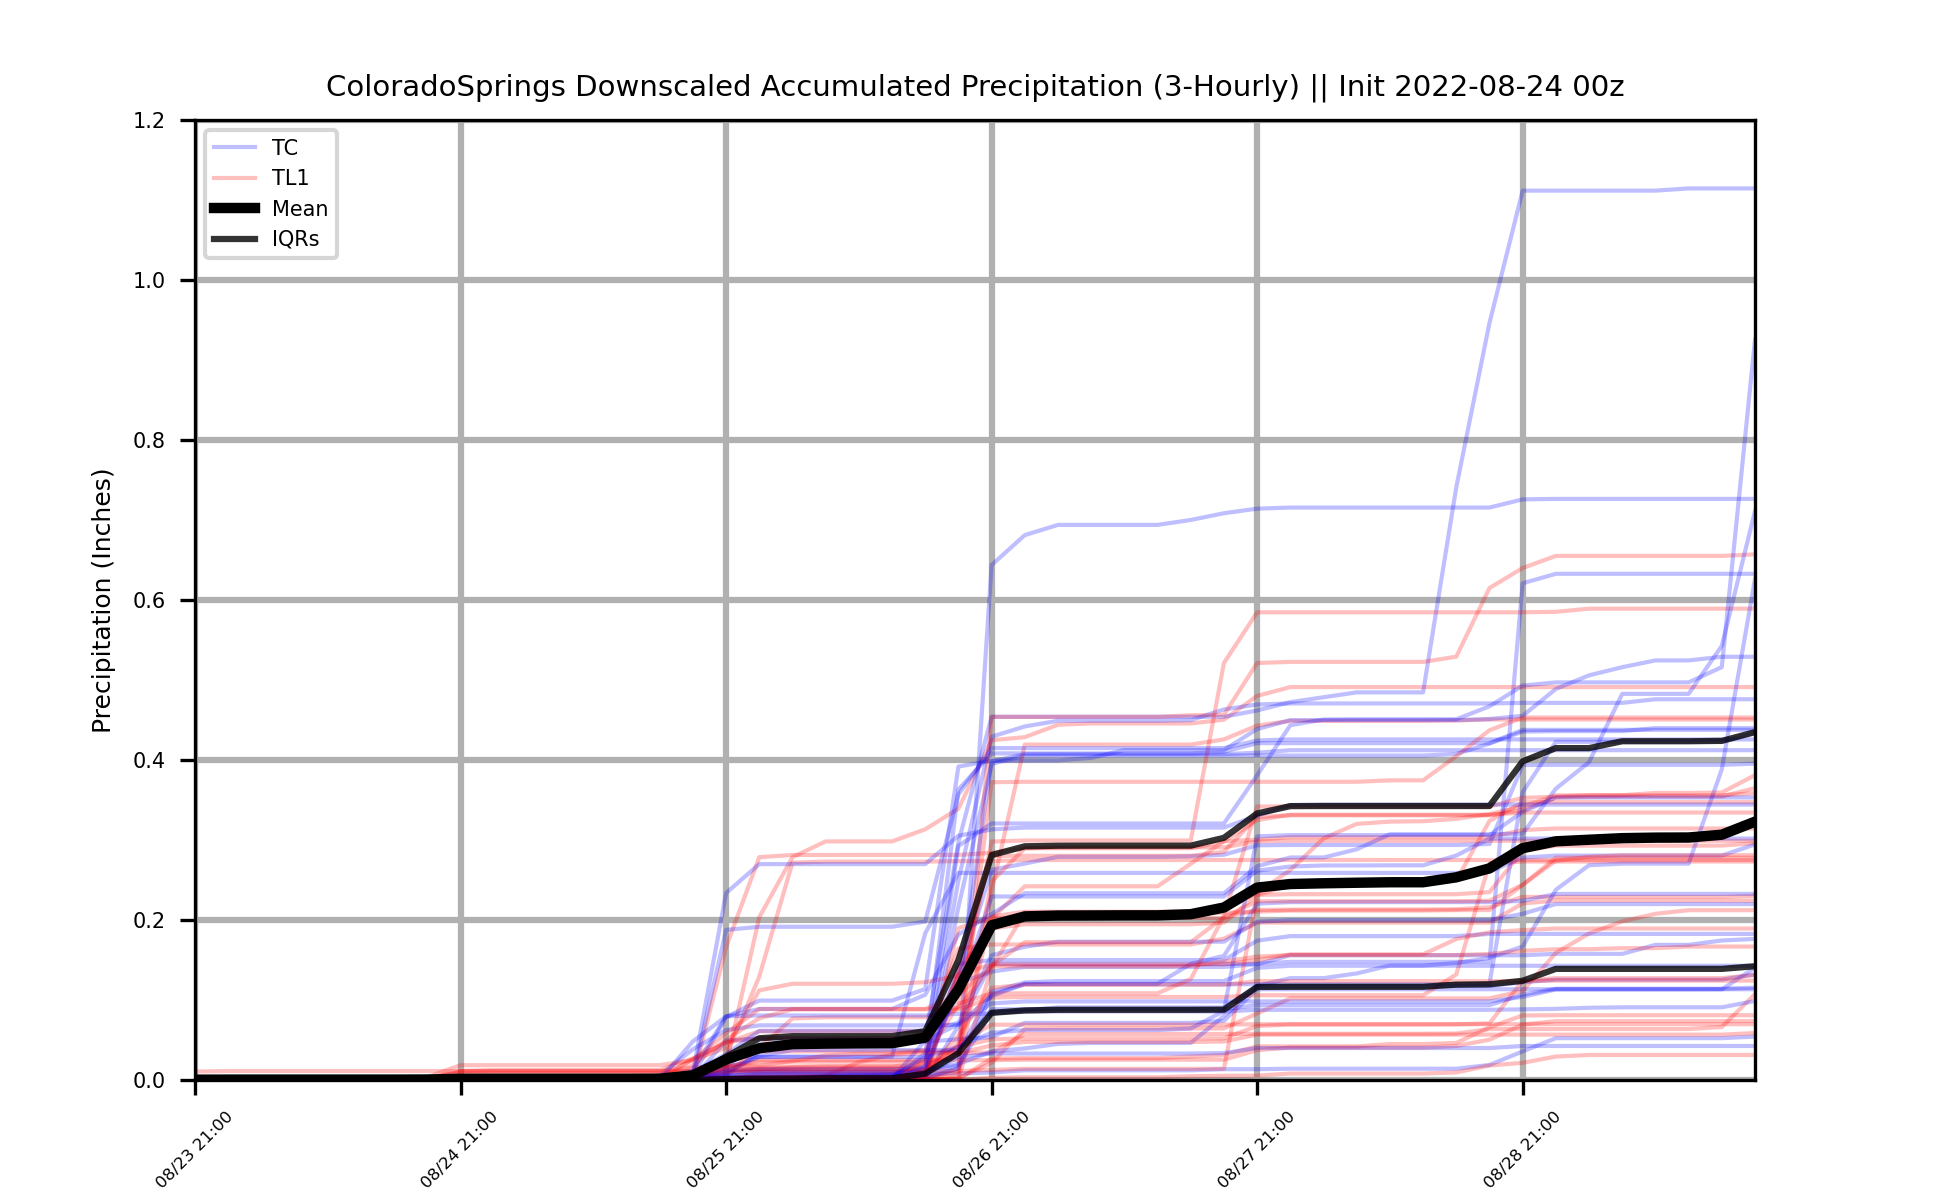 ColoradoSprings Downscaled Accumulated Precipitation (3-Hourly) || Init 2022-08-24 00z
TC
TL1
Mean
IQRs
Precipitation (Inches)
1.2
1.0
0.8
0.6
0.4
0.2
0.0
08/23 21:00
08/24 21:00
08/25 21:00
08/26 21:00
08/27 21:00
08/28 21:00